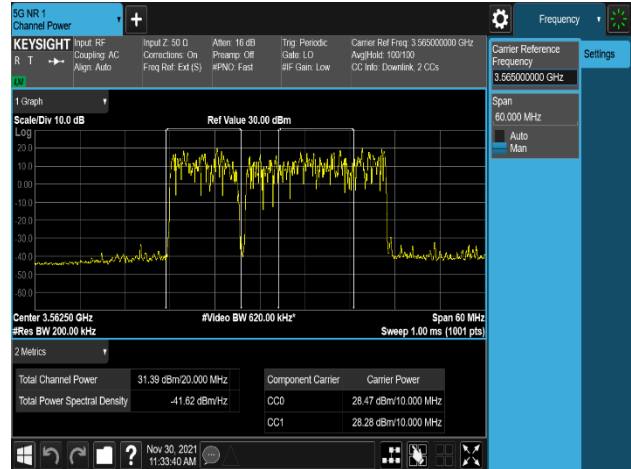 5G NR 1
Channel Power
Frequency
KEYSIGHT
R T
LXI
Input: RF
Coupling: AC
Align: Auto
Input Z: 50 Ω
Corrections: On
Freq Ref: Ext (S)
Atten: 16 dB
Preamp: Off
#PNO: Fast
Trig: Periodic
Gate: LO
#IF Gain: Low
Carrier Ref Freq: 3.565000000 GHz
Avg|Hold: 100/100
CC Info: Downlink, 2 CCs
Carrier Reference
Frequency
3.565000000 GHz
Settings
Span
60.000 MHz
Auto
Man
1 Graph
Scale/Div 10.0 dB
Ref Value 30.00 dBm
Log
20.0
10.0
0.00
-10.0
-20.0
-30.0
-40.0
-50.0
-60.0
Center 3.56250 GHz
#Video BW 620.00 kHz*
Span 60 MHz
#Res BW 200.00 kHz
Sweep 1.00 ms (1001 pts)
2 Metrics
Total Channel Power
31.39 dBm/20.000 MHz
Total Power Spectral Density
-41.62 dBm/Hz
Component Carrier
Carrier Power
CC0
28.47 dBm/10.000 MHz
CC1
28.28 dBm/10.000 MHz
?
Nov 30, 2021
11:33:40 AM